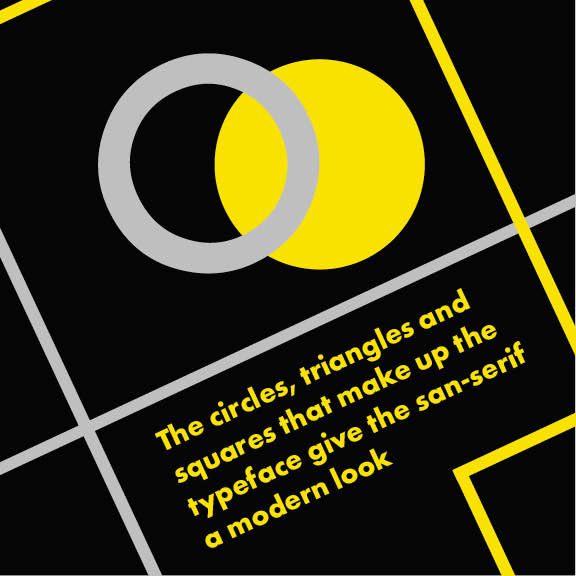 The circles, triangles and
squares that make up the
typeface give the san-serif
a modern look